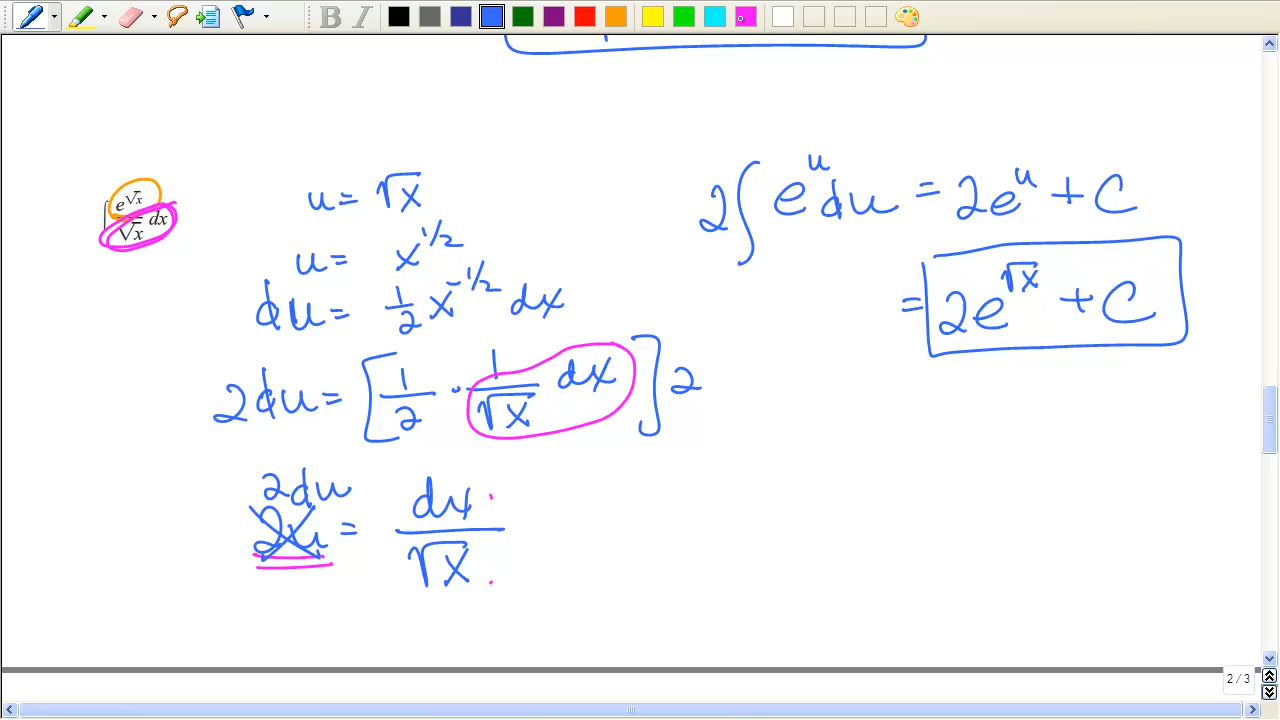 B I
∫ e^√x / √x dx
u = √x
u = x^1/2
du = 1/2 x^-1/2 dx
2du = [ 1/2 · 1/√x dx ] 2
2du
2u = dx/√x
2 ∫ e^u du = 2e^u + C
= 2e^√x + C
2 / 3